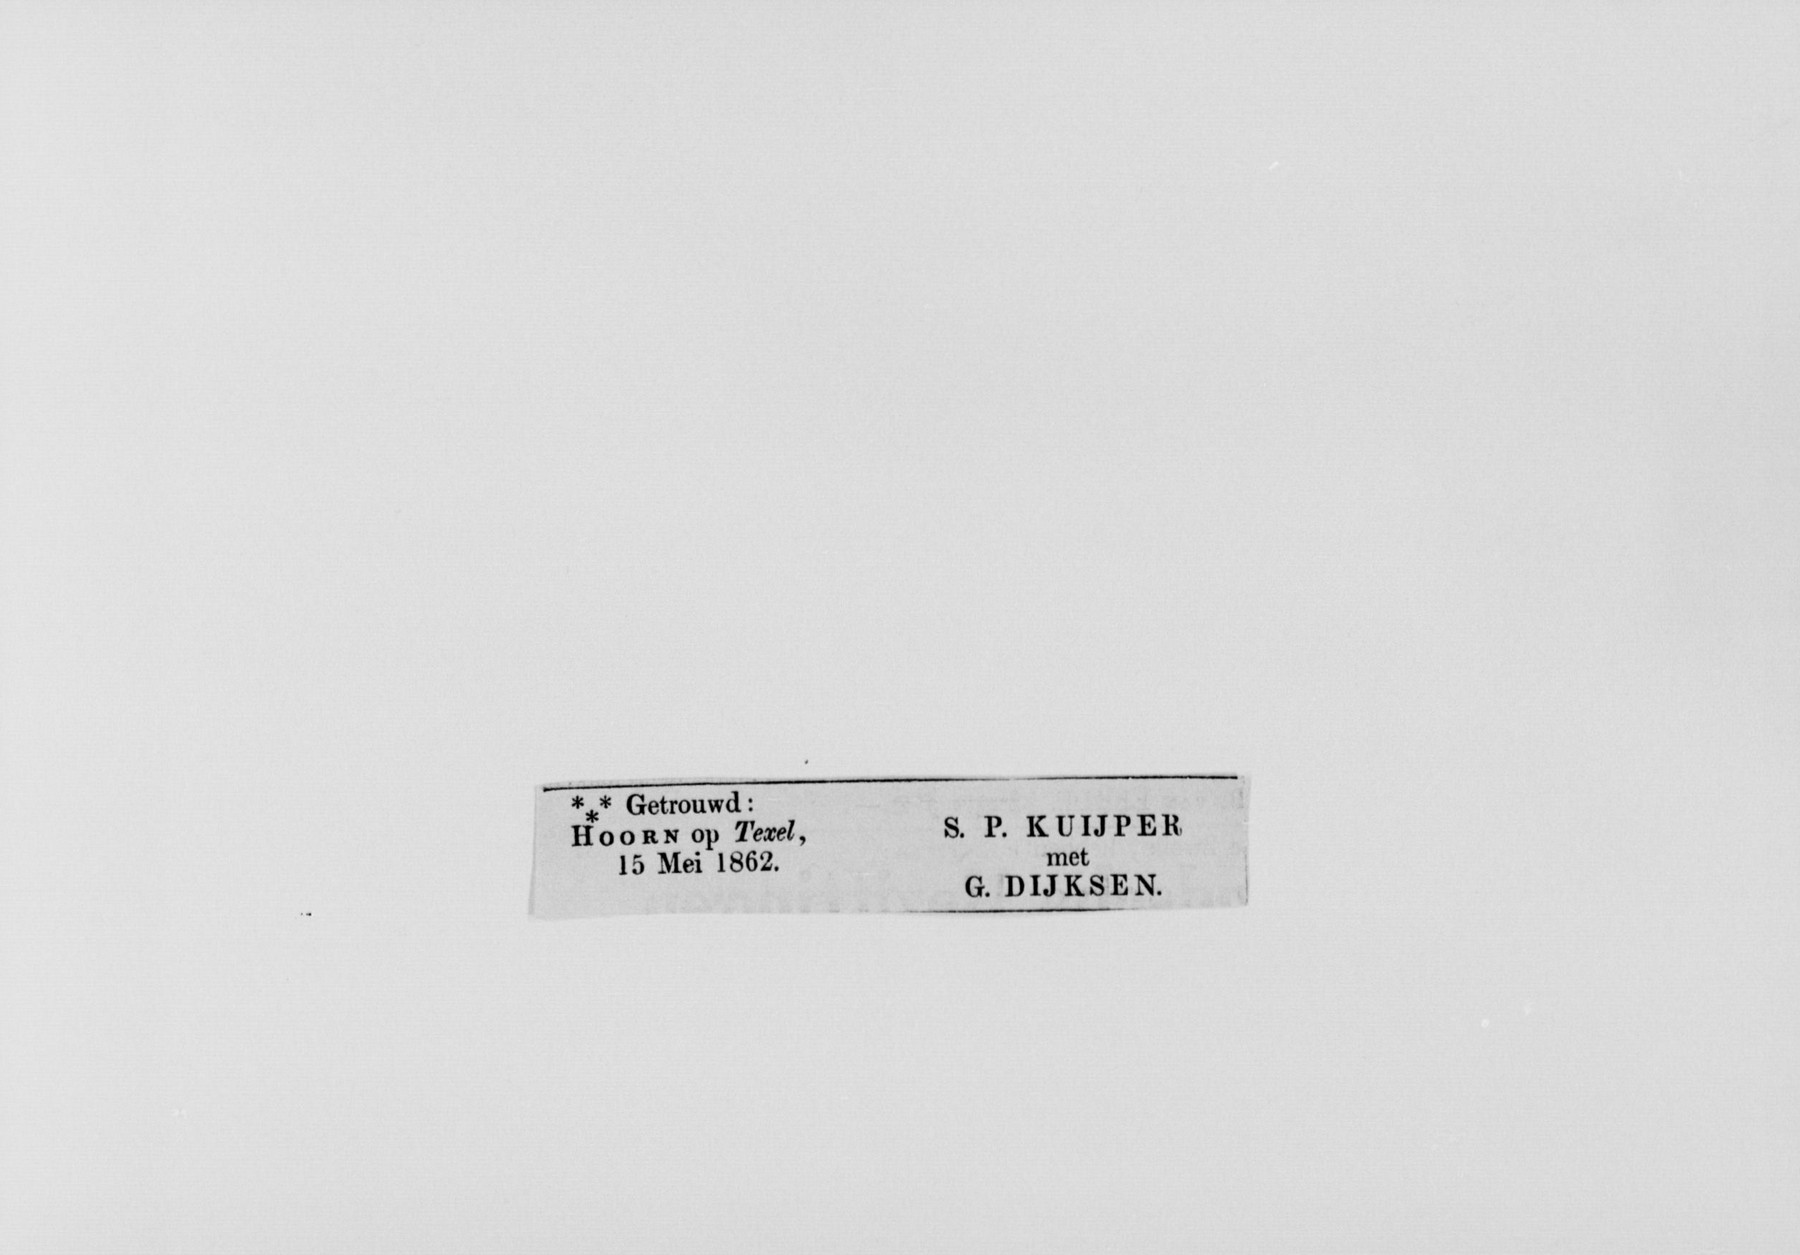 *** Getrouwd:
HOORN op Texel,
15 Mei 1862.
S. P. KUIJPER
met
G. DIJKSEN.